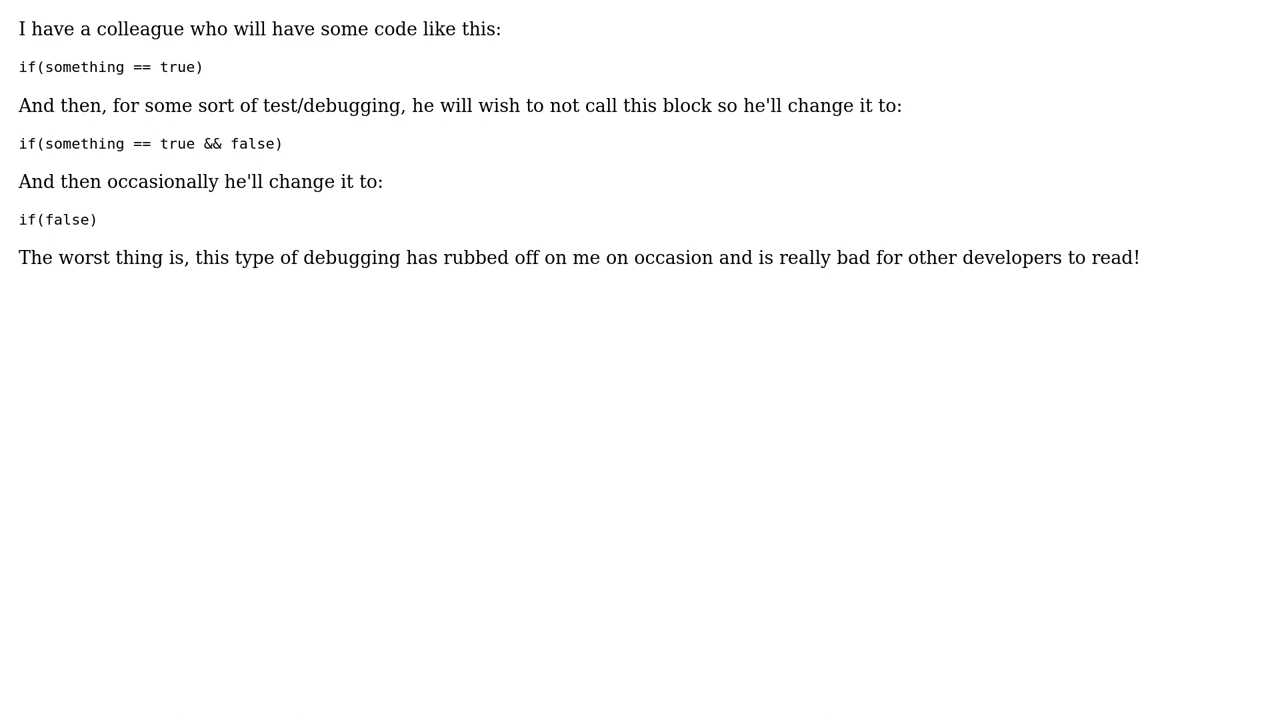 I have a colleague who will have some code like this:
if(something == true)
And then, for some sort of test/debugging, he will wish to not call this block so he'll change it to:
if(something == true && false)
And then occasionally he'll change it to:
if(false)
The worst thing is, this type of debugging has rubbed off on me on occasion and is really bad for other developers to read!